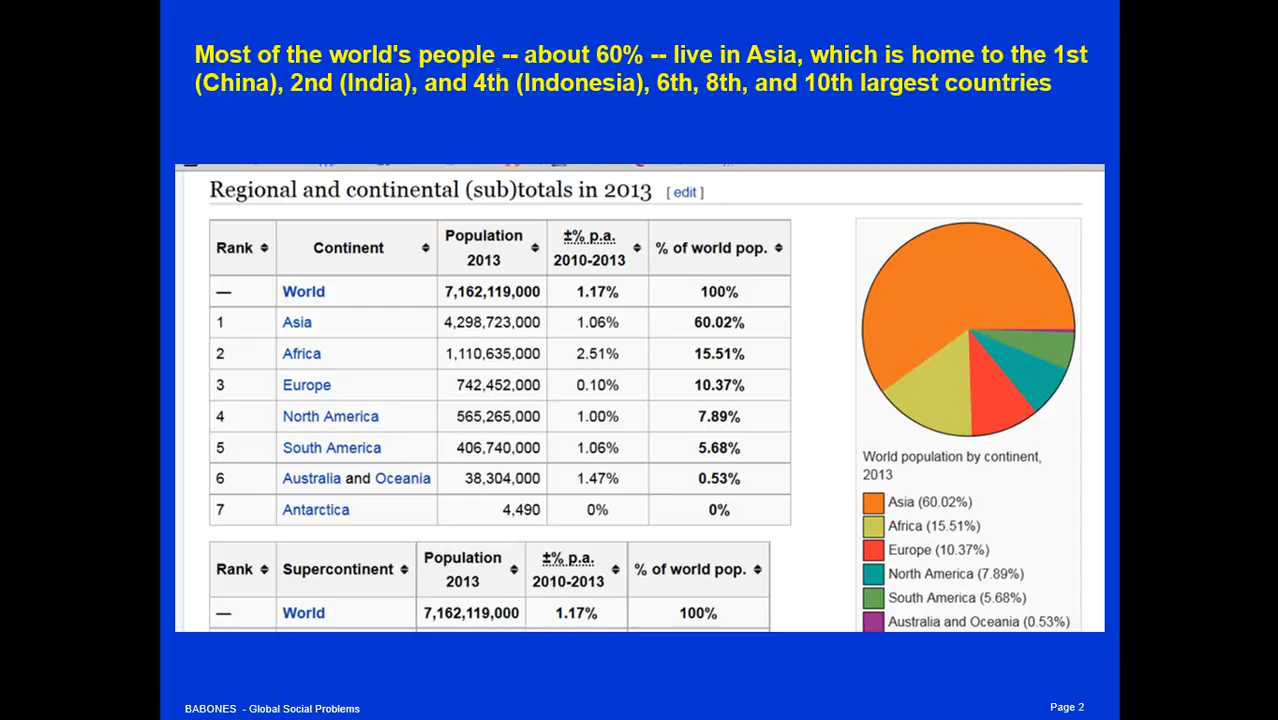 Most of the world's people -- about 60% -- live in Asia, which is home to the 1st
(China), 2nd (India), and 4th (Indonesia), 6th, 8th, and 10th largest countries
Regional and continental (sub)totals in 2013 [ edit ]
Rank Continent Population 2013 ±% p.a. 2010-2013 % of world pop.
— World 7,162,119,000 1.17% 100%
1 Asia 4,298,723,000 1.06% 60.02%
2 Africa 1,110,635,000 2.51% 15.51%
3 Europe 742,452,000 0.10% 10.37%
4 North America 565,265,000 1.00% 7.89%
5 South America 406,740,000 1.06% 5.68%
6 Australia and Oceania 38,304,000 1.47% 0.53%
7 Antarctica 4,490 0% 0%
Rank Supercontinent Population 2013 ±% p.a. 2010-2013 % of world pop.
— World 7,162,119,000 1.17% 100%
World population by continent,
2013
Asia (60.02%)
Africa (15.51%)
Europe (10.37%)
North America (7.89%)
South America (5.68%)
Australia and Oceania (0.53%)
BABONES - Global Social Problems
Page 2